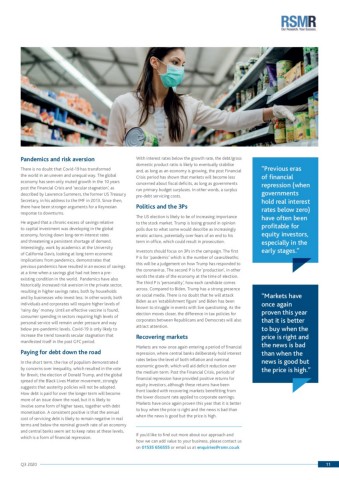 RSMR
Our Research. Your Success.
Pandemics and risk aversion
There is no doubt that Covid-19 has transformed
the world in an uneven and unequal way. The global
economy has seen only muted growth in the 10 years
post the Financial Crisis and 'secular stagnation', as
described by Lawrence Summers, the former US Treasury
Secretary, in his address to the IMF in 2013. Since then,
there have been stronger arguments for a Keynesian
response to downturns.
He argued that a chronic excess of savings relative
to capital investment was developing in the global
economy, forcing down long-term interest rates
and threatening a persistent shortage of demand.
Interestingly, work by academics at the University
of California Davis, looking at long term economic
implications from pandemics, demonstrates that
previous pandemics have resulted in an excess of savings
at a time when a savings glut had not been a pre-
existing condition in the world. Pandemics have also
historically increased risk aversion in the private sector,
resulting in higher savings rates, both by households
and by businesses who invest less. In other words, both
individuals and corporates will require higher levels of
'rainy day' money. Until an effective vaccine is found,
consumer spending in sectors requiring high levels of
personal service will remain under pressure and way
below pre-pandemic levels. Covid-19 is only likely to
increase the trend towards secular stagnation that
manifested itself in the post GFC period.
Paying for debt down the road
In the short term, the rise of populism demonstrated
by concerns over inequality, which resulted in the vote
for Brexit, the election of Donald Trump, and the global
spread of the Black Lives Matter movement, strongly
suggests that austerity policies will not be adopted.
How debt is paid for over the longer term will become
more of an issue down the road, but it is likely to
involve some form of higher taxes, together with debt
monetisation. A consistent positive is that the annual
cost of servicing debt is likely to remain negative in real
terms and below the nominal growth rate of an economy
and central banks seem set to keep rates at these levels,
which is a form of financial repression.
With interest rates below the growth rate, the debt/gross
domestic product ratio is likely to eventually stabilise
and, as long as an economy is growing, the post Financial
Crisis period has shown that markets will become less
concerned about fiscal deficits, as long as governments
run primary budget surpluses. In other words, a surplus
pre-debt servicing costs.
Politics and the 3Ps
The US election is likely to be of increasing importance
to the stock market. Trump is losing ground in opinion
polls due to what some would describe as increasingly
erratic actions, potentially over fears of an end to his
term in office, which could result in prosecution.
Investors should focus on 3Ps in the campaign. The first
P is for 'pandemic' which is the number of cases/deaths;
this will be a judgement on how Trump has responded to
the coronavirus. The second P is for 'production', in other
words the state of the economy at the time of election.
The third P is 'personality', how each candidate comes
across. Compared to Biden, Trump has a strong presence
on social media. There is no doubt that he will attack
Biden as an 'establishment figure' and Biden has been
known to struggle in events with live questioning. As the
election moves closer, the difference in tax policies for
corporates between Republicans and Democrats will also
attract attention.
Recovering markets
Markets are now once again entering a period of financial
repression, where central banks deliberately hold interest
rates below the level of both inflation and nominal
economic growth, which will aid deficit reduction over
the medium term. Post the Financial Crisis, periods of
financial repression have provided positive returns for
equity investors, although these returns have been
front loaded with recovering markets benefitting from
the lower discount rate applied to corporate earnings.
Markets have once again proven this year that it is better
to buy when the price is right and the news is bad than
when the news is good but the price is high.
If you'd like to find out more about our approach and
how we can add value to your business, please contact us
on 01535 656555 or email us at enquiries@rsmr.co.uk
"Previous eras
of financial
repression (when
governments
hold real interest
rates below zero)
have often been
profitable for
equity investors,
especially in the
early stages."
"Markets have
once again
proven this year
that it is better
to buy when the
price is right and
the news is bad
than when the
news is good but
the price is high."
Q3 2020
11